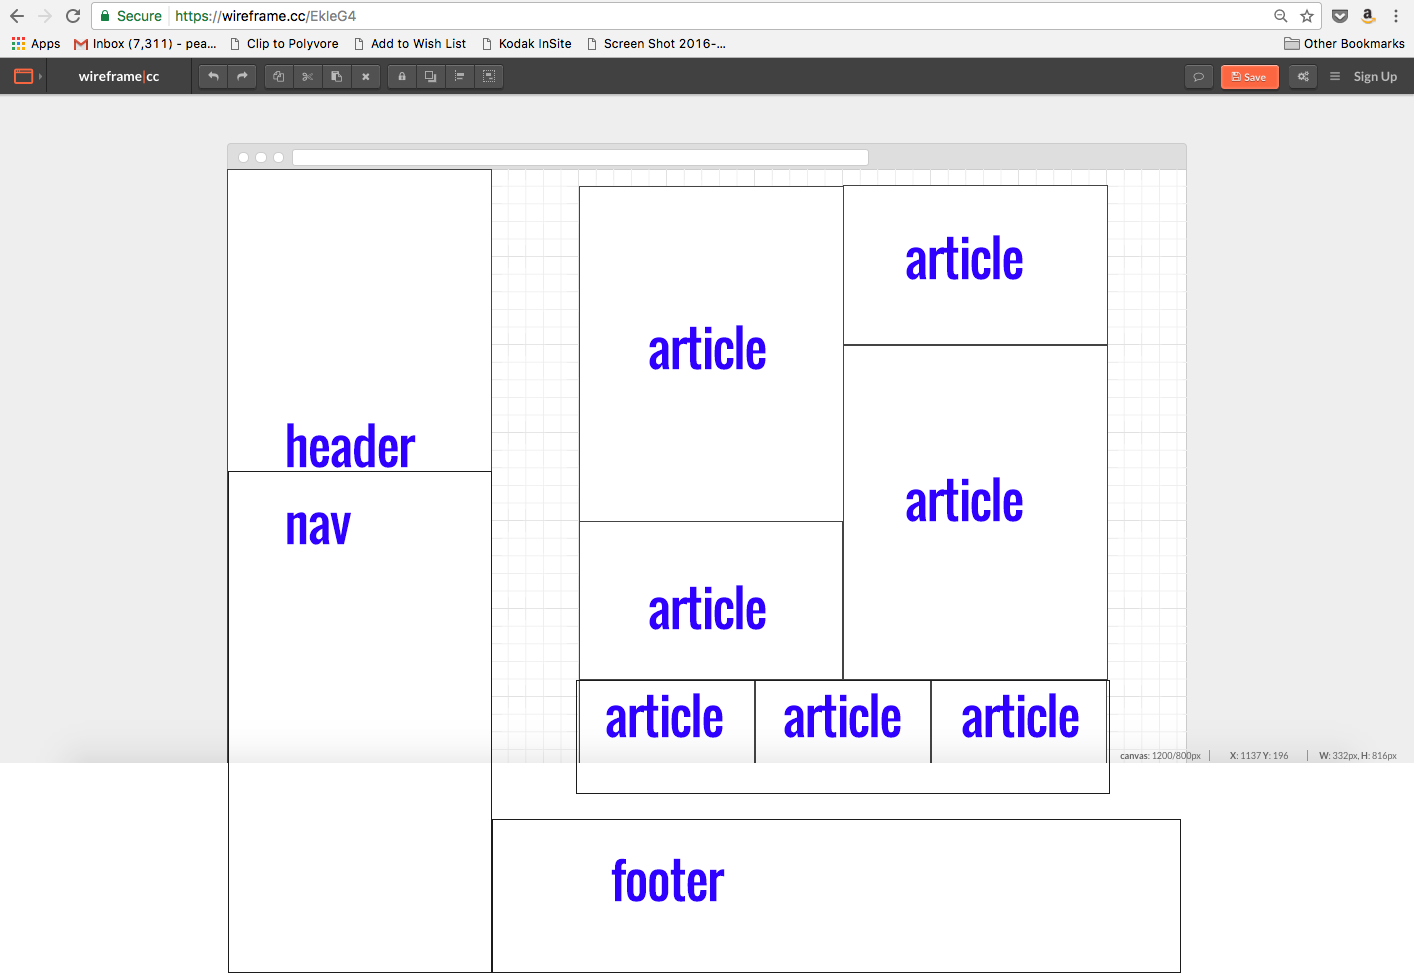 Secure https://wireframe.cc/EkleG4
Apps Inbox (7,311) - pea... Clip to Polyvore Add to Wish List Kodak InSite Screen Shot 2016-... Other Bookmarks
wireframe|cc Save Sign Up
article
article
header
article
nav
article
article article article
canvas: 1200/800px X: 1137 Y: 196 W: 332px, H: 816px
footer